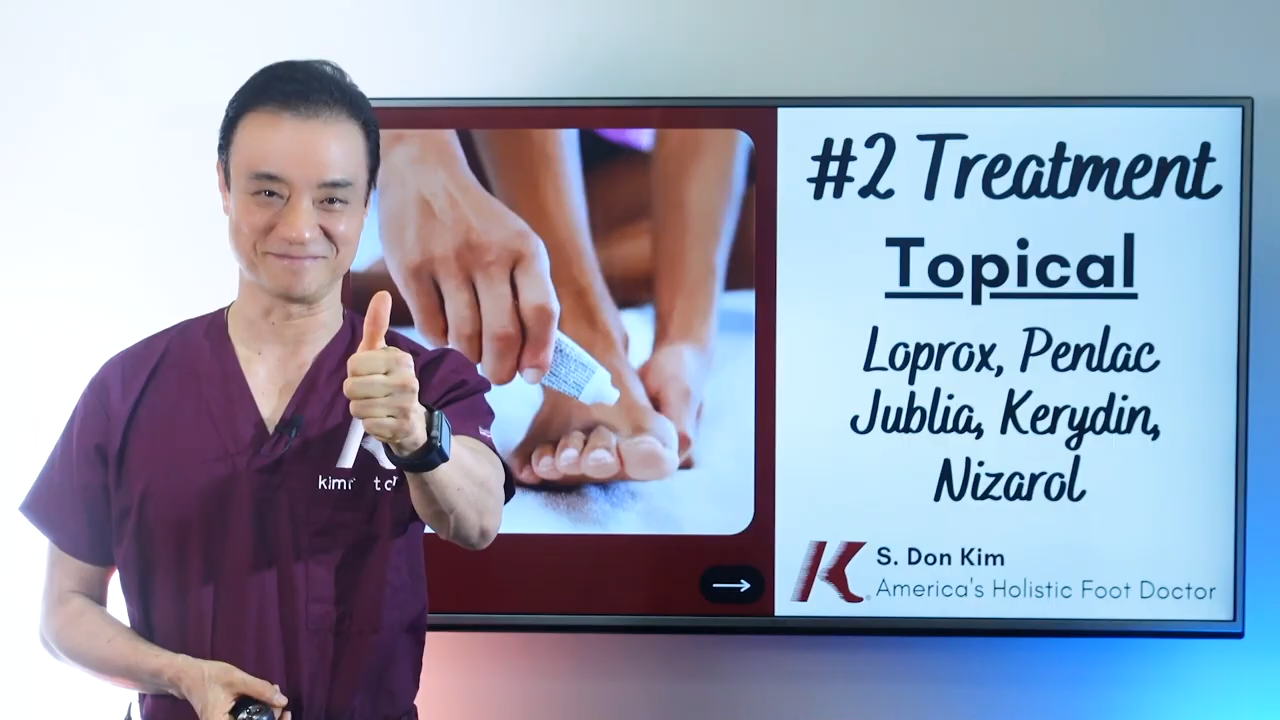 #2 Treatment
Topical
Loprox, Penlac
Jublia, Kerydin,
Nizarol
S. Don Kim
America's Holistic Foot Doctor